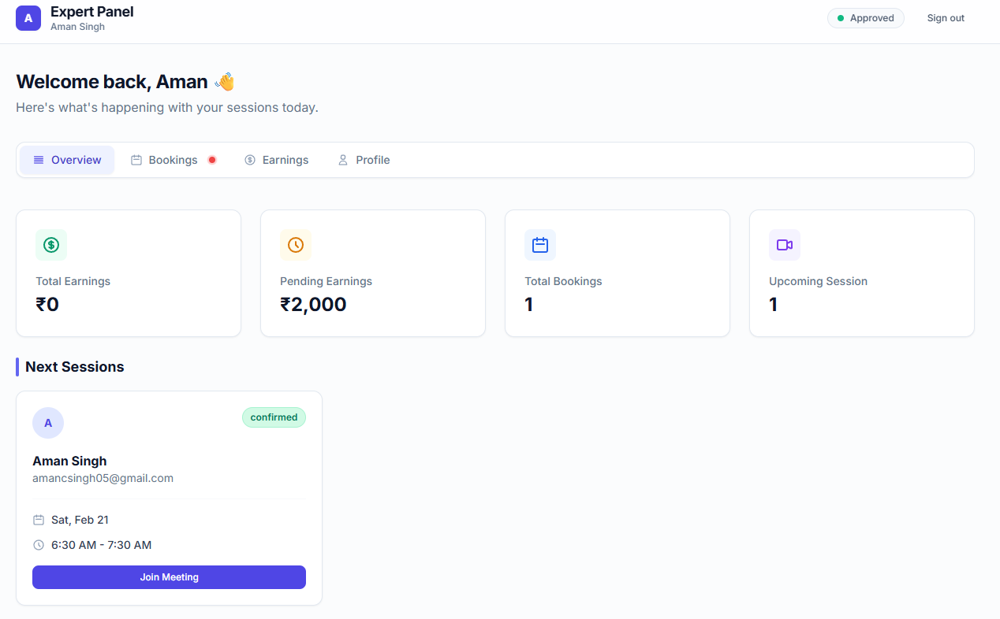 A
Expert Panel
Aman Singh
Approved
Sign out
Welcome back, Aman 👋
Here's what's happening with your sessions today.
Overview
Bookings
Earnings
Profile
Total Earnings
₹0
Pending Earnings
₹2,000
Total Bookings
1
Upcoming Session
1
Next Sessions
A
confirmed
Aman Singh
amancsingh05@gmail.com
Sat, Feb 21
6:30 AM - 7:30 AM
Join Meeting